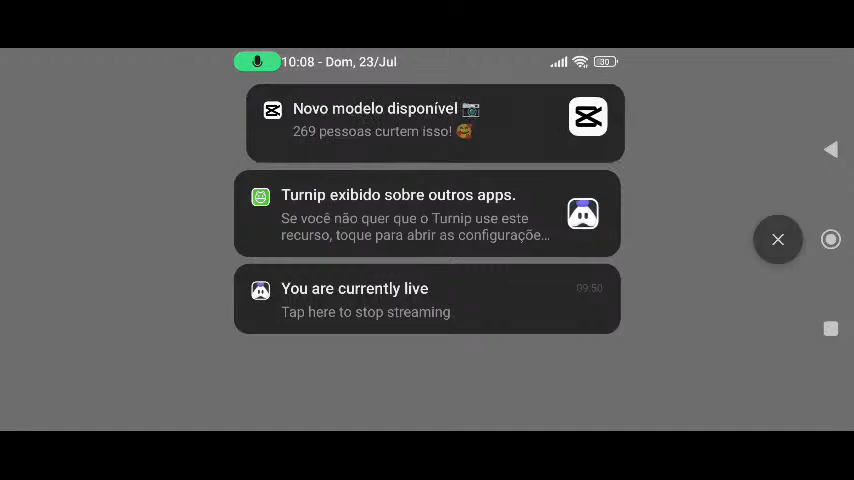 10:08 - Dom, 23/Jul
30
Novo modelo disponível 📷
269 pessoas curtem isso! 🥰
Turnip exibido sobre outros apps.
Se você não quer que o Turnip use este
recurso, toque para abrir as configuraçõe...
You are currently live
09:50
Tap here to stop streaming